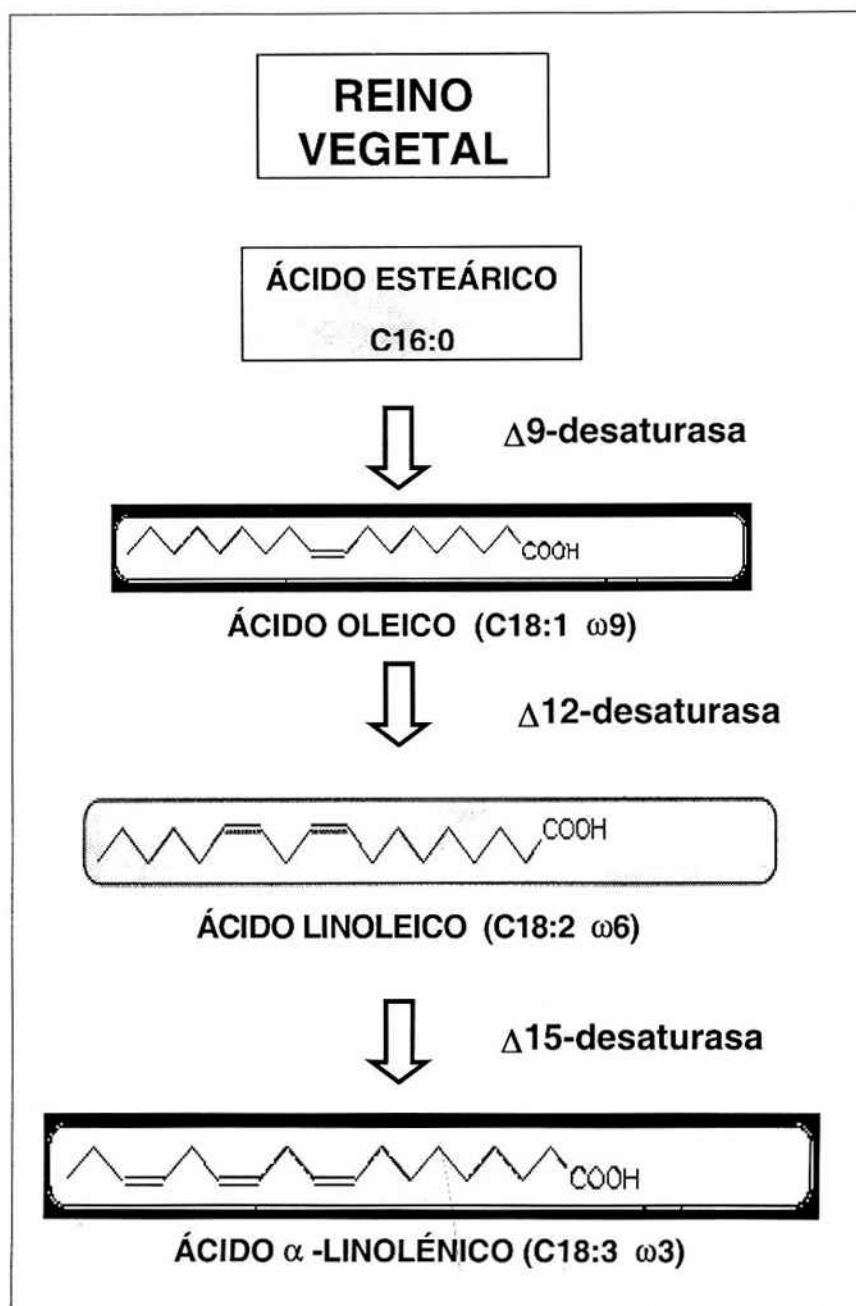 REINO
VEGETAL
ÁCIDO ESTEÁRICO
C16:0
Δ9-desaturasa
COOH
ÁCIDO OLEICO (C18:1 ω9)
Δ12-desaturasa
COOH
ÁCIDO LINOLEICO (C18:2 ω6)
Δ15-desaturasa
COOH
ÁCIDO α -LINOLÉNICO (C18:3 ω3)